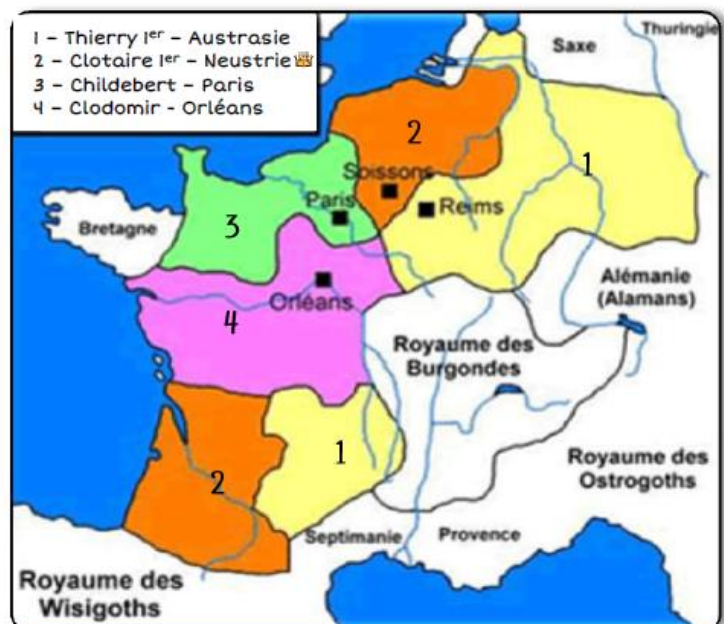 1 – Thierry 1er – Austrasie
2 – Clotaire 1er – Neustrie
3 – Childebert – Paris
4 – Clodomir - Orléans
Saxe
Thuringie
2
1
Soissons
Reims
Paris
Bretagne
3
Alémanie
(Alamans)
Orléans
4
Royaume des
Burgondes
1
2
Royaume des
Ostrogoths
Septimanie
Provence
Royaume des
Wisigoths